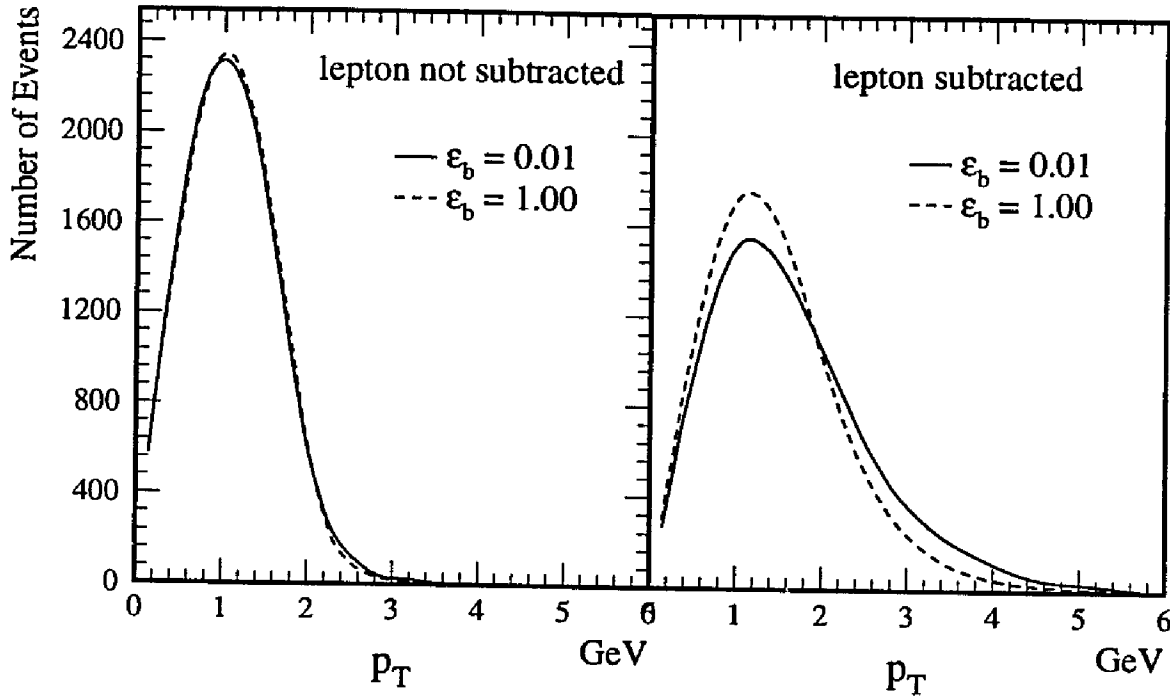 Number of Events
2400
2000
1600
1200
800
400
0
lepton not subtracted
ε_b = 0.01
ε_b = 1.00
0 1 2 3 4 5 6
p_T GeV
lepton subtracted
ε_b = 0.01
ε_b = 1.00
1 2 3 4 5 6
p_T GeV